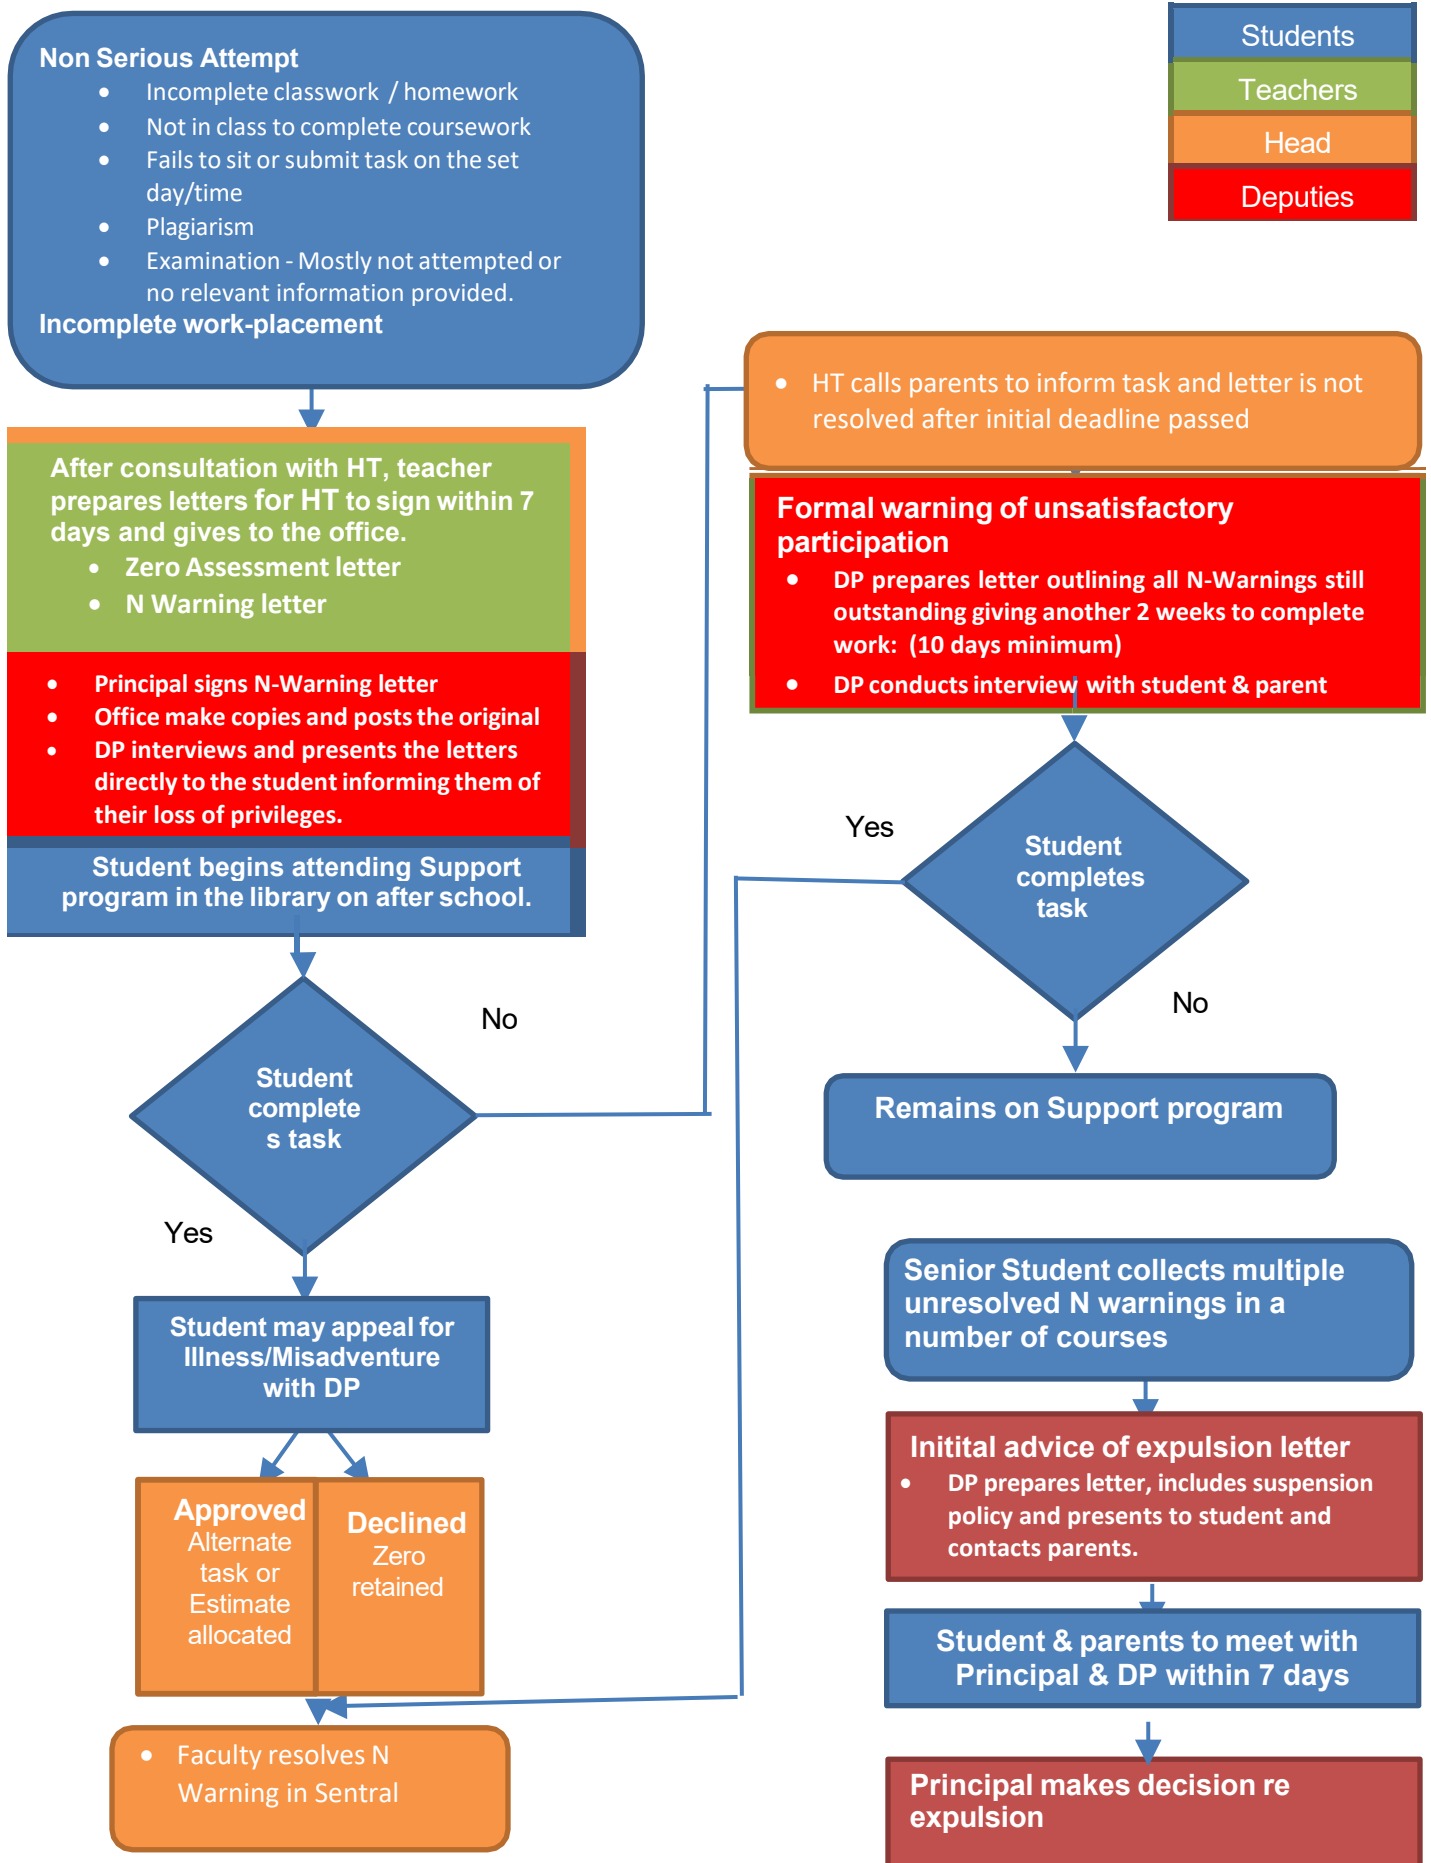 Non Serious Attempt
• Incomplete classwork / homework
• Not in class to complete coursework
• Fails to sit or submit task on the set
day/time
• Plagiarism
• Examination - Mostly not attempted or
no relevant information provided.
Incomplete work-placement
Students
Teachers
Head
Deputies
After consultation with HT, teacher
prepares letters for HT to sign within 7
days and gives to the office.
• Zero Assessment letter
• N Warning letter
• Principal signs N-Warning letter
• Office make copies and posts the original
• DP interviews and presents the letters
directly to the student informing them of
their loss of privileges.
Student begins attending Support
program in the library on after school.
Student
complete
s task
No
Yes
Student may appeal for
Illness/Misadventure
with DP
Approved
Alternate
task or
Estimate
allocated
Declined
Zero
retained
• Faculty resolves N
Warning in Sentral
• HT calls parents to inform task and letter is not
resolved after initial deadline passed
Formal warning of unsatisfactory
participation
• DP prepares letter outlining all N-Warnings still
outstanding giving another 2 weeks to complete
work: (10 days minimum)
• DP conducts interview with student & parent
Yes
Student
completes
task
No
Remains on Support program
Senior Student collects multiple
unresolved N warnings in a
number of courses
Initital advice of expulsion letter
• DP prepares letter, includes suspension
policy and presents to student and
contacts parents.
Student & parents to meet with
Principal & DP within 7 days
Principal makes decision re
expulsion